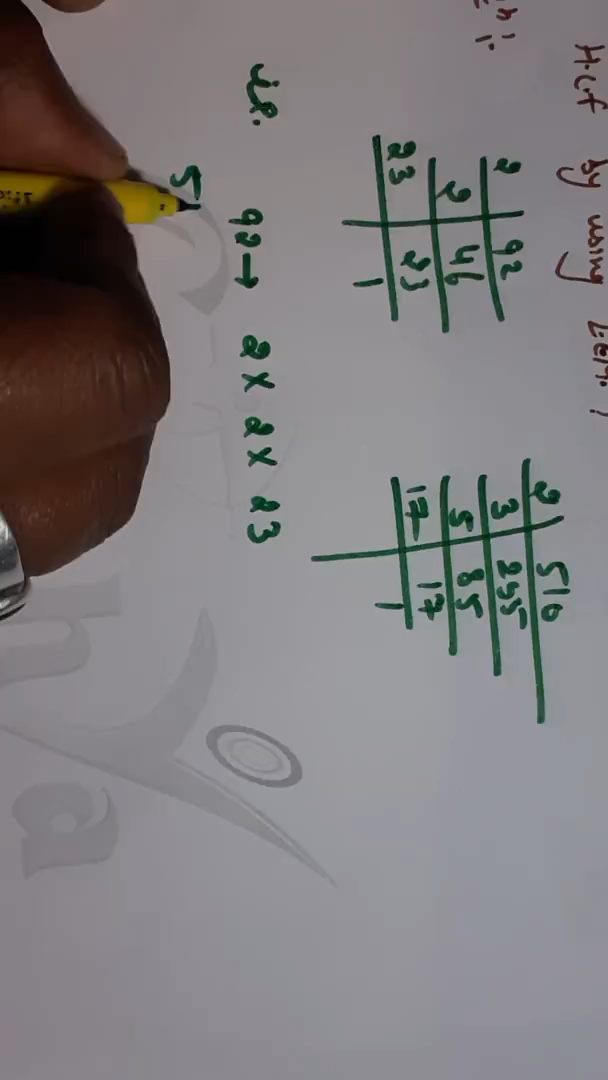 H.C.F by using
2 92 2 510
2 46 3 255
23 23 5 85
1 17 17
1
i.e. 92→ 2 x 2 x 23
5